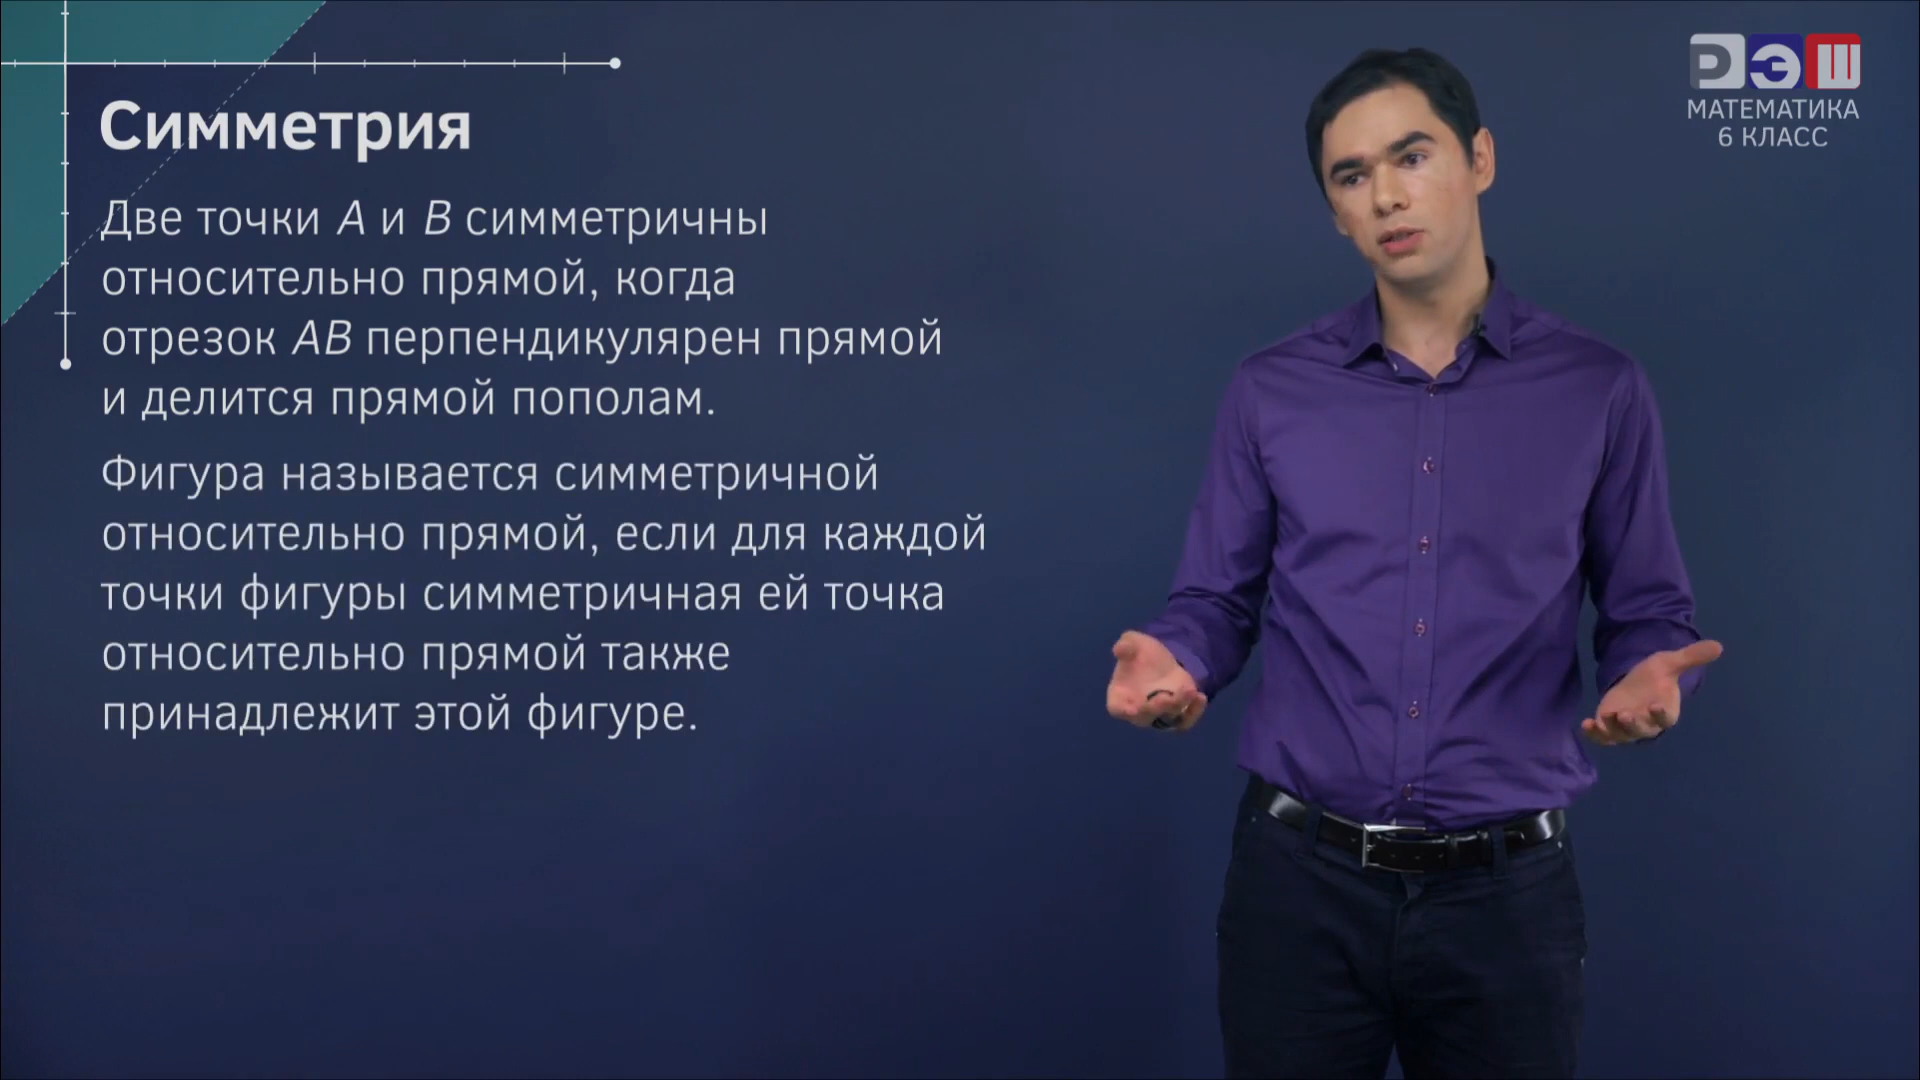 Симметрия
Две точки A и B симметричны
относительно прямой, когда
отрезок AB перпендикулярен прямой
и делится прямой пополам.
Фигура называется симметричной
относительно прямой, если для каждой
точки фигуры симметричная ей точка
относительно прямой также
принадлежит этой фигуре.
РЭШ
МАТЕМАТИКА
6 КЛАСС